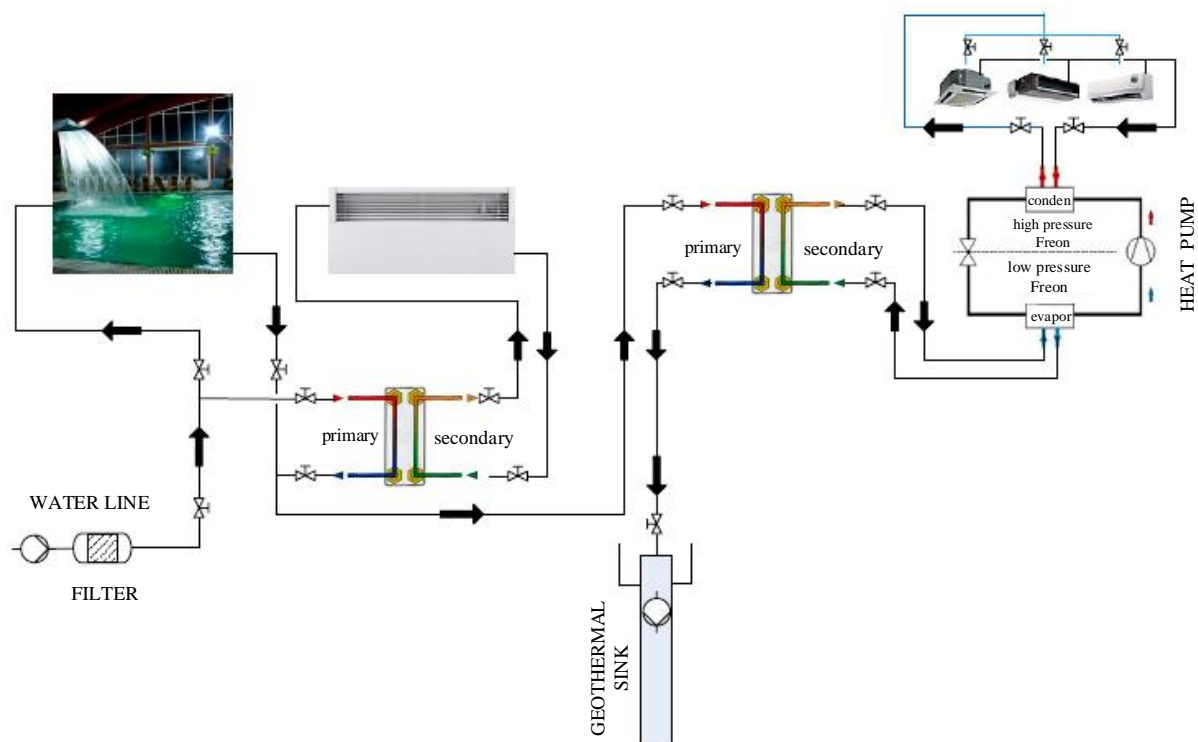 conden
high pressure
Freon
low pressure
Freon
evapor
HEAT PUMP
primary
secondary
primary
secondary
WATER LINE
FILTER
GEOTHERMAL
SINK